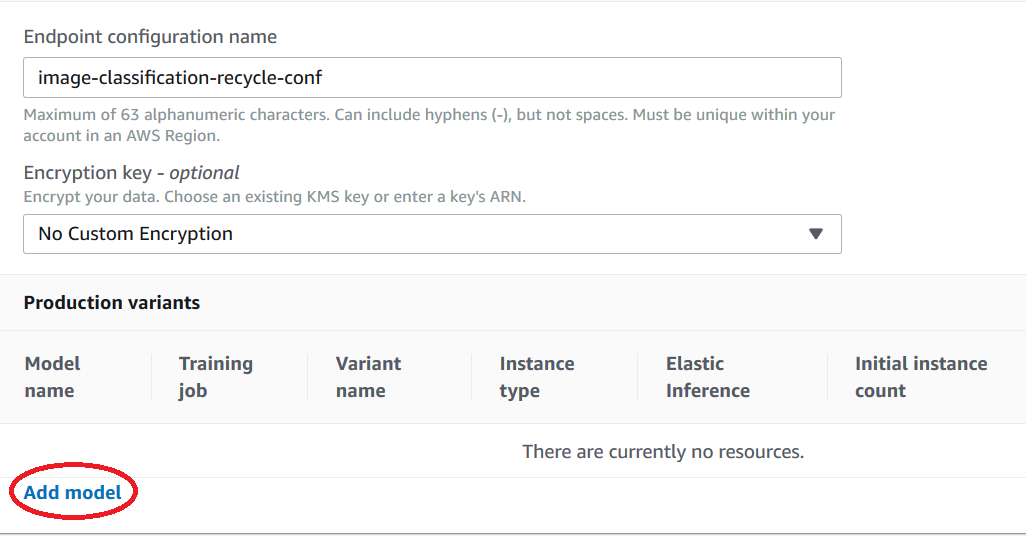 Endpoint configuration name
image-classification-recycle-conf
Maximum of 63 alphanumeric characters. Can include hyphens (-), but not spaces. Must be unique within your
account in an AWS Region.
Encryption key - optional
Encrypt your data. Choose an existing KMS key or enter a key's ARN.
No Custom Encryption
Production variants
Model name
Training job
Variant name
Instance type
Elastic Inference
Initial instance count
There are currently no resources.
Add model